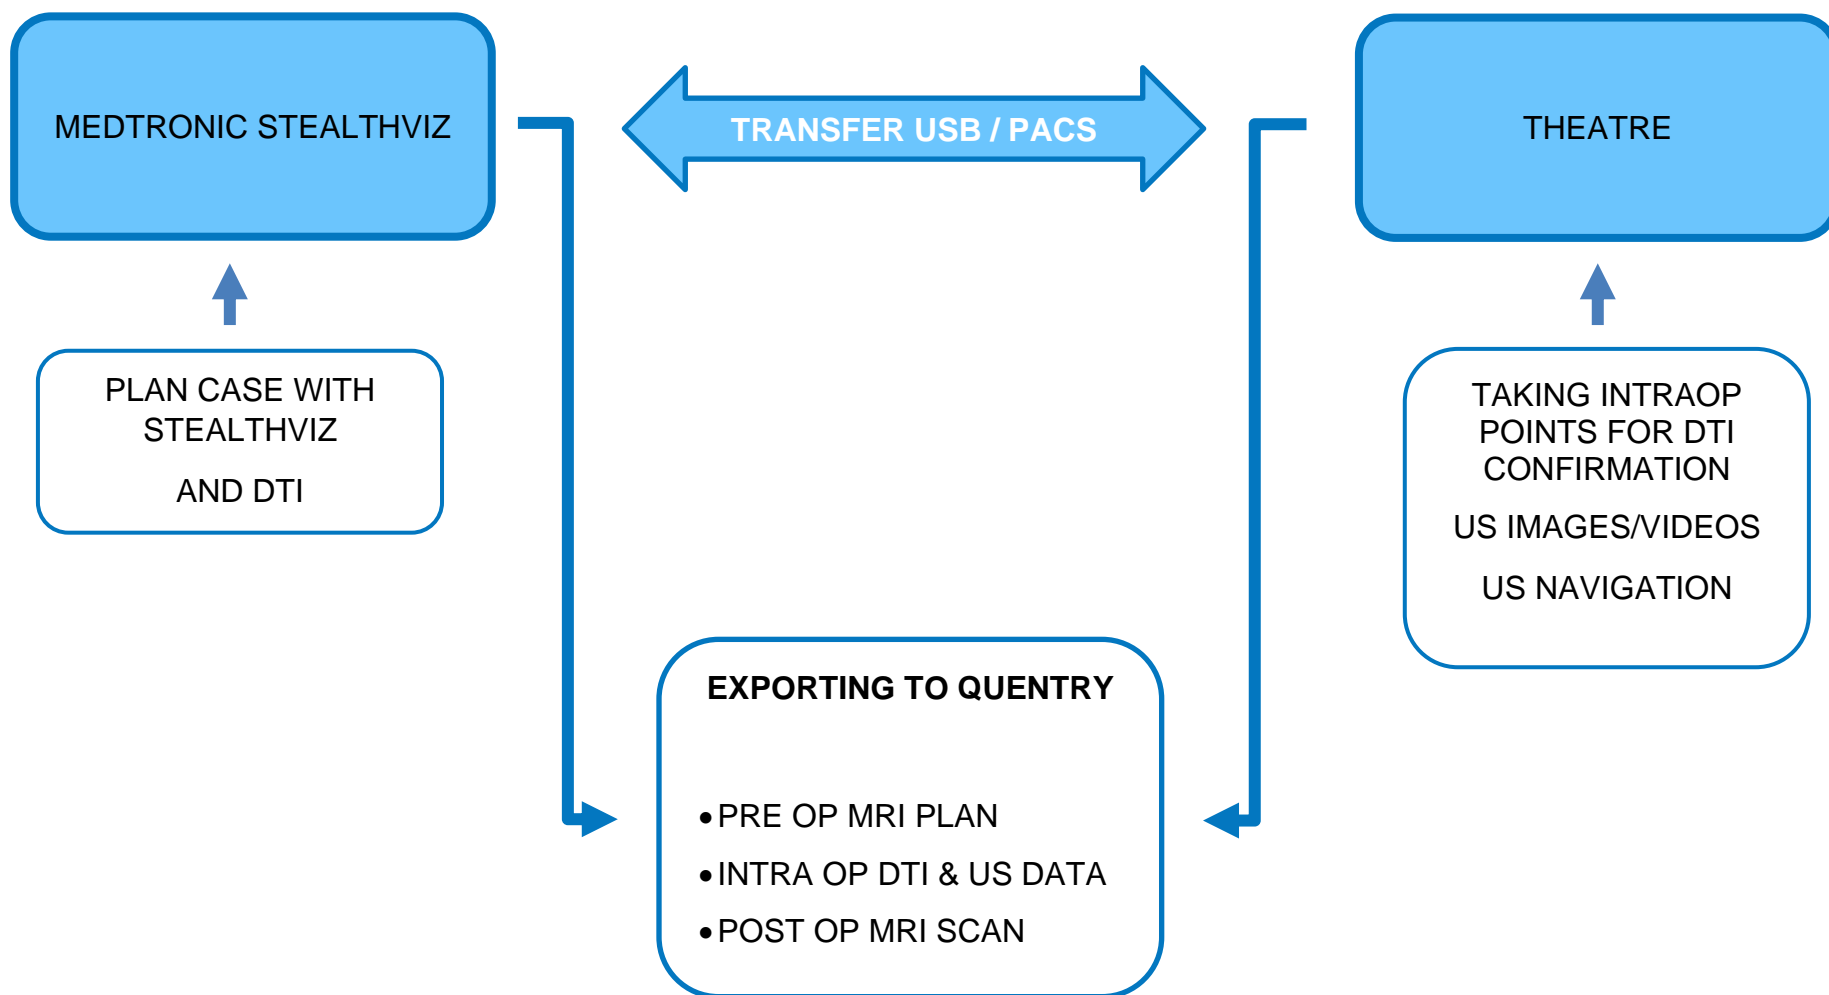 MEDTRONIC STEALTHVIZ
TRANSFER USB / PACS
THEATRE
PLAN CASE WITH
STEALTHVIZ
AND DTI
TAKING INTRAOP
POINTS FOR DTI
CONFIRMATION
US IMAGES/VIDEOS
US NAVIGATION
EXPORTING TO QUENTRY
• PRE OP MRI PLAN
• INTRA OP DTI & US DATA
• POST OP MRI SCAN